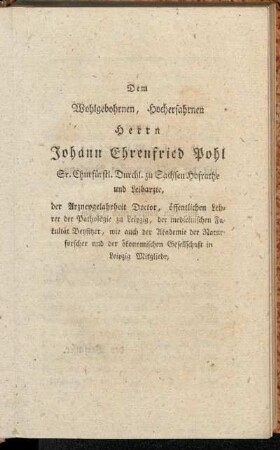 Dem
Wohlgebohrnen, Hocherfahrnen
Herrn
Johann Ehrenfried Pohl
Sr. Churfürstl. Durchl. zu Sachsen Hofrathe
und Leibarzte,
der Arzneygelahrtheit Doctor, öffentlichen Leh-
rer der Pathologie zu Leipzig, der medicinischen Fa-
kultät Beysitzer, wie auch der Akademie der Natur-
forscher und der ökonomischen Gesellschaft in
Leipzig Mitgliede,